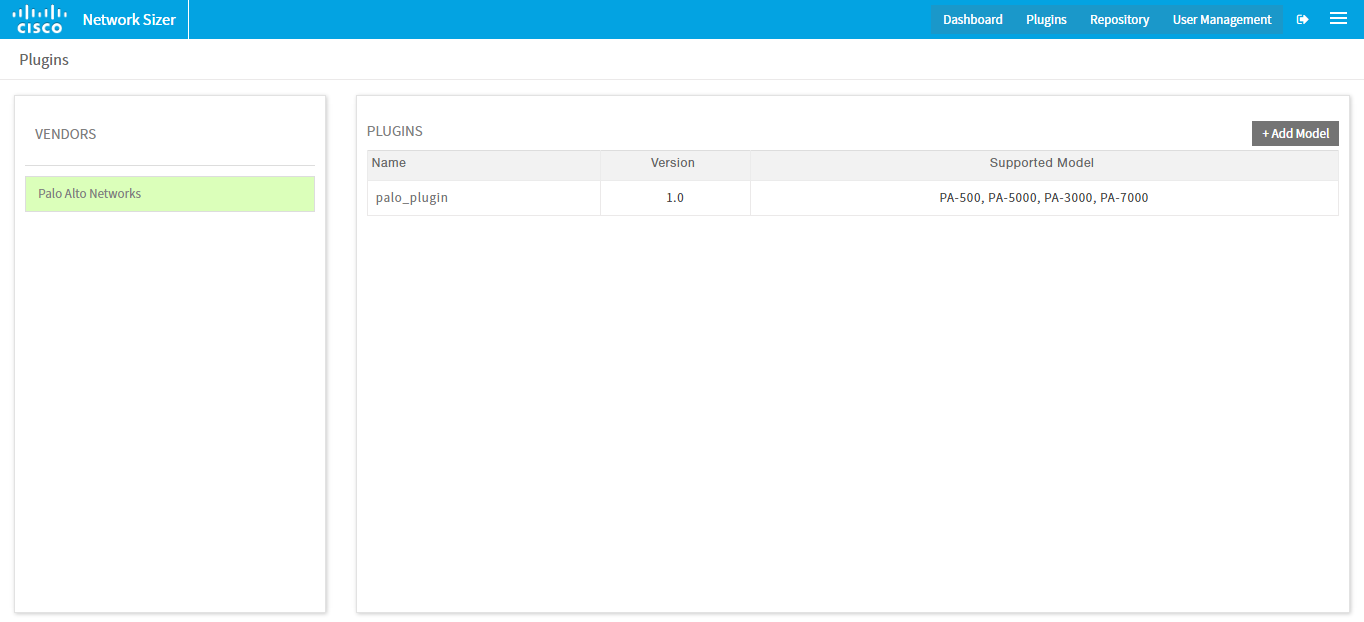 CISCO
Network Sizer
Dashboard Plugins Repository User Management
Plugins
VENDORS
Palo Alto Networks
PLUGINS
+ Add Model
Name Version Supported Model
palo_plugin 1.0 PA-500, PA-5000, PA-3000, PA-7000